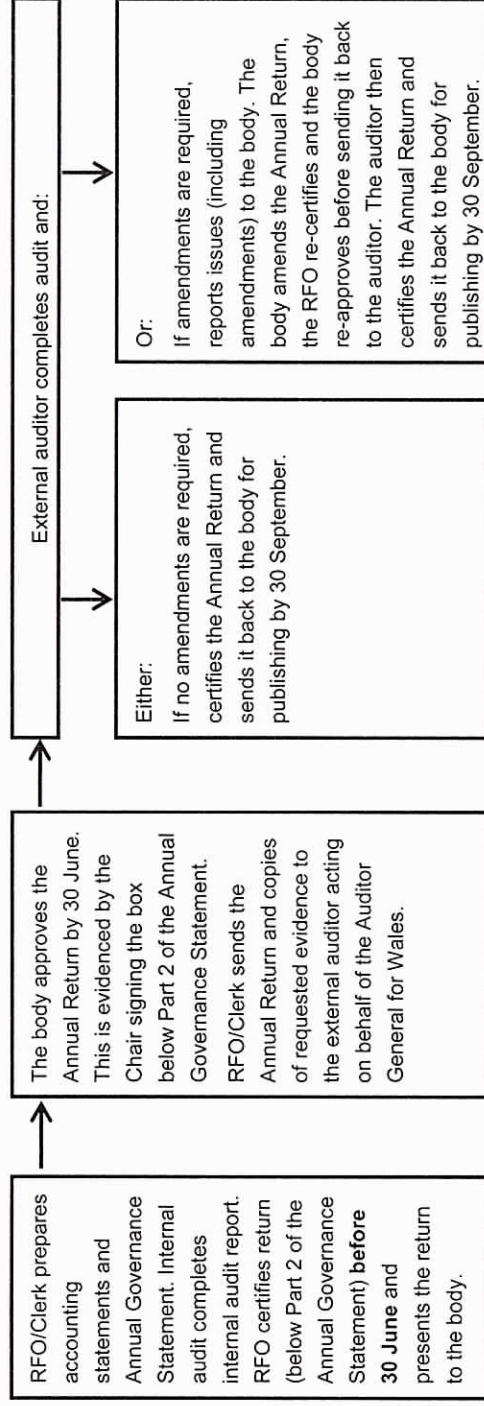 RFO/Clerk prepares
accounting
statements and
Annual Governance
Statement. Internal
audit completes
internal audit report.
RFO certifies return
(below Part 2 of the
Annual Governance
Statement) before
30 June and
presents the return
to the body.
The body approves the
Annual Return by 30 June.
This is evidenced by the
Chair signing the box
below Part 2 of the Annual
Governance Statement.
RFO/Clerk sends the
Annual Return and copies
of requested evidence to
the external auditor acting
on behalf of the Auditor
General for Wales.
External auditor completes audit and:
Either:
If no amendments are required,
certifies the Annual Return and
sends it back to the body for
publishing by 30 September.
Or:
If amendments are required,
reports issues (including
amendments) to the body. The
body amends the Annual Return,
the RFO re-certifies and the body
re-approves before sending it back
to the auditor. The auditor then
certifies the Annual Return and
sends it back to the body for
publishing by 30 September.